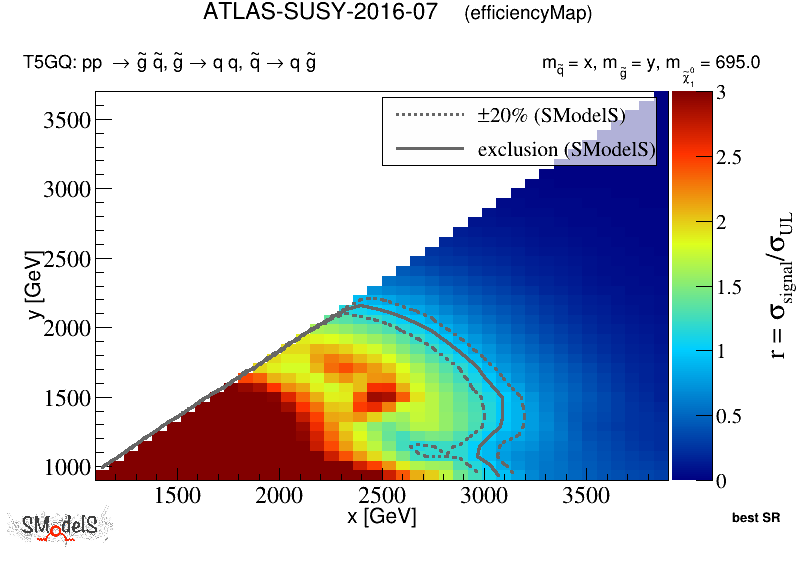 ATLAS-SUSY-2016-07 (efficiencyMap)
T5GQ: pp → g̃ q̃, g̃ → q q, q̃ → q g̃
m_q̃ = x, m_g̃ = y, m_χ̃₁⁰ = 695.0
±20% (SModelS)
exclusion (SModelS)
3500
3000
2500
2000
1500
1000
y [GeV]
1500 2000 2500 3000 3500
x [GeV]
3
2.5
2
1.5
1
0.5
0
r = σ_signal/σ_UL
SModelS
best SR